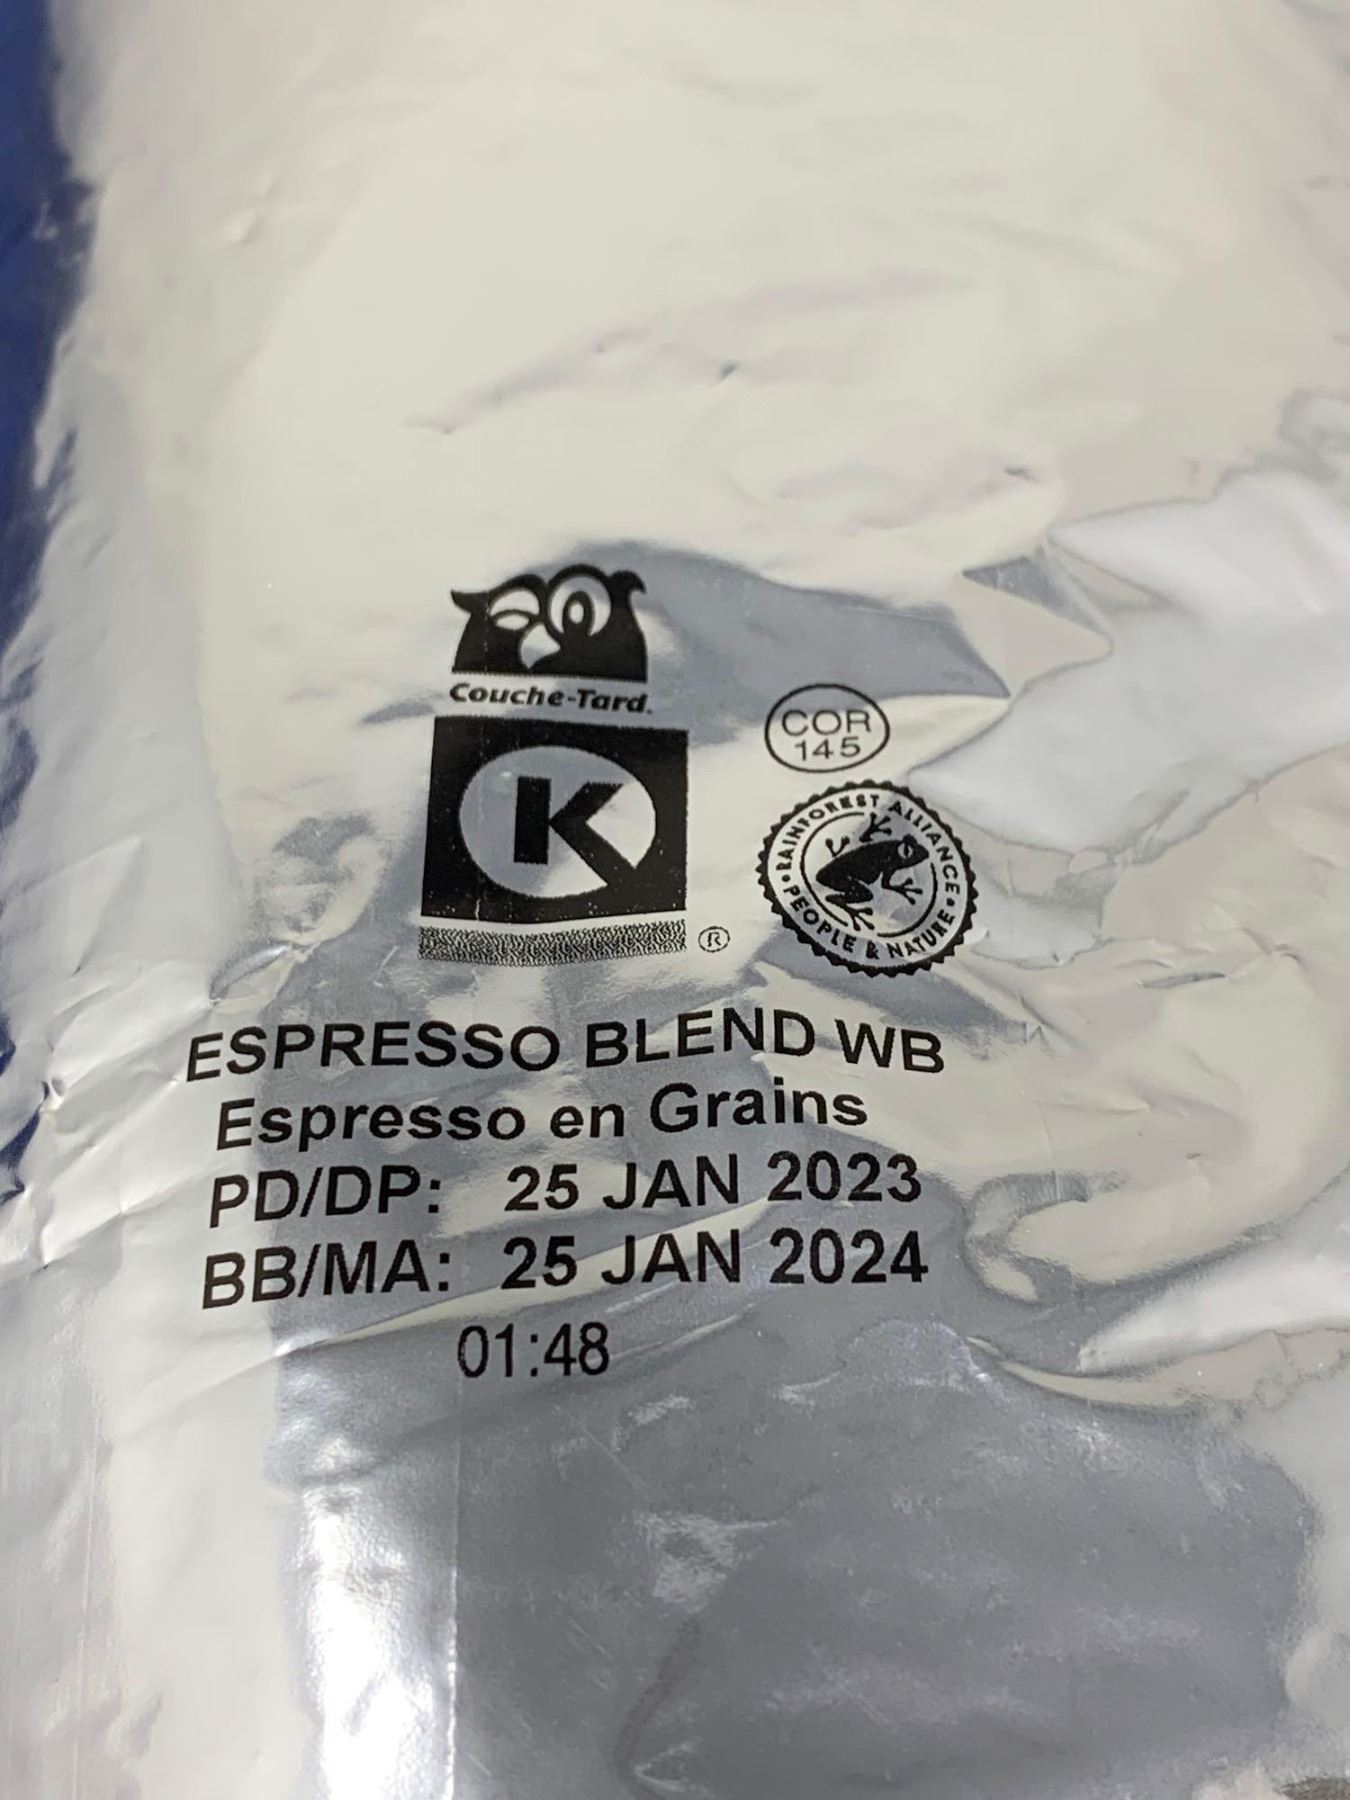 Couche-Tard.
K
®
COR
145
RAINFOREST ALLIANCE
PEOPLE & NATURE
ESPRESSO BLEND WB
Espresso en Grains
PD/DP: 25 JAN 2023
BB/MA: 25 JAN 2024
01:48